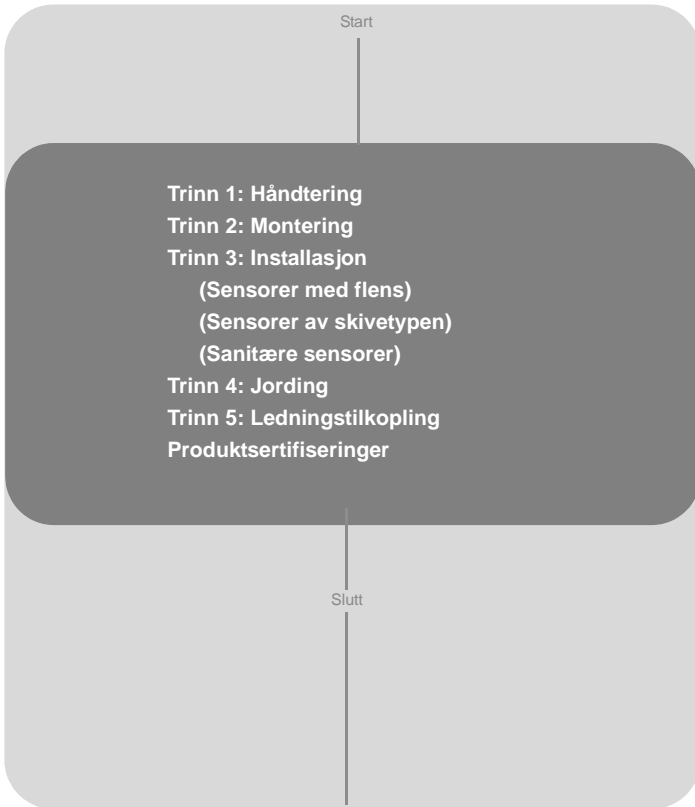 Start
Trinn 1: Håndtering
Trinn 2: Montering
Trinn 3: Installasjon
(Sensorer med flens)
(Sensorer av skivetypen)
(Sanitære sensorer)
Trinn 4: Jording
Trinn 5: Ledningstilkopling
Produktsertifiseringer
Slutt